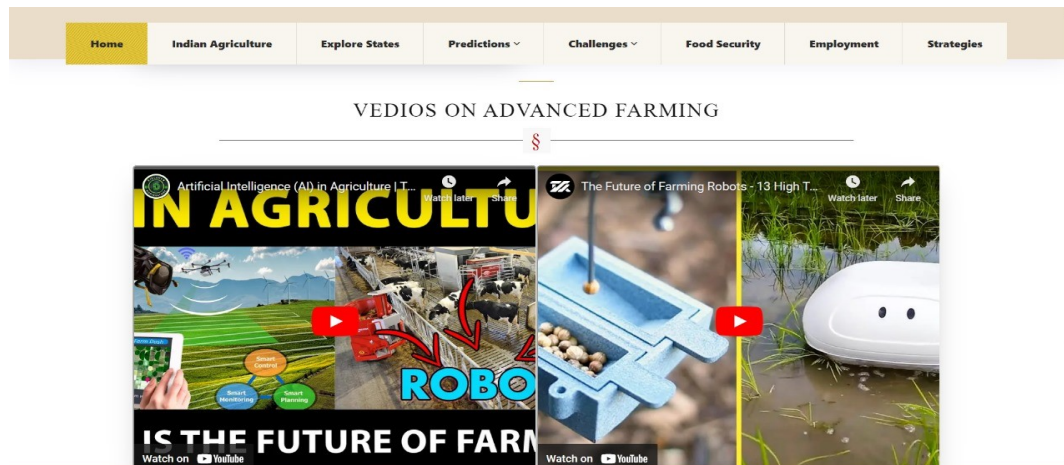 Home Indian Agriculture Explore States Predictions Challenges Food Security Employment Strategies
VEDIOS ON ADVANCED FARMING
§
Artificial Intelligence (AI) in Agriculture | T...
Watch later Share
IN AGRICULTU
Smart Control
Smart Monitoring
Smart Planning
ROBO
IS THE FUTURE OF FARM
Watch on YouTube
The Future of Farming Robots - 13 High T...
Watch later Share
Watch on YouTube